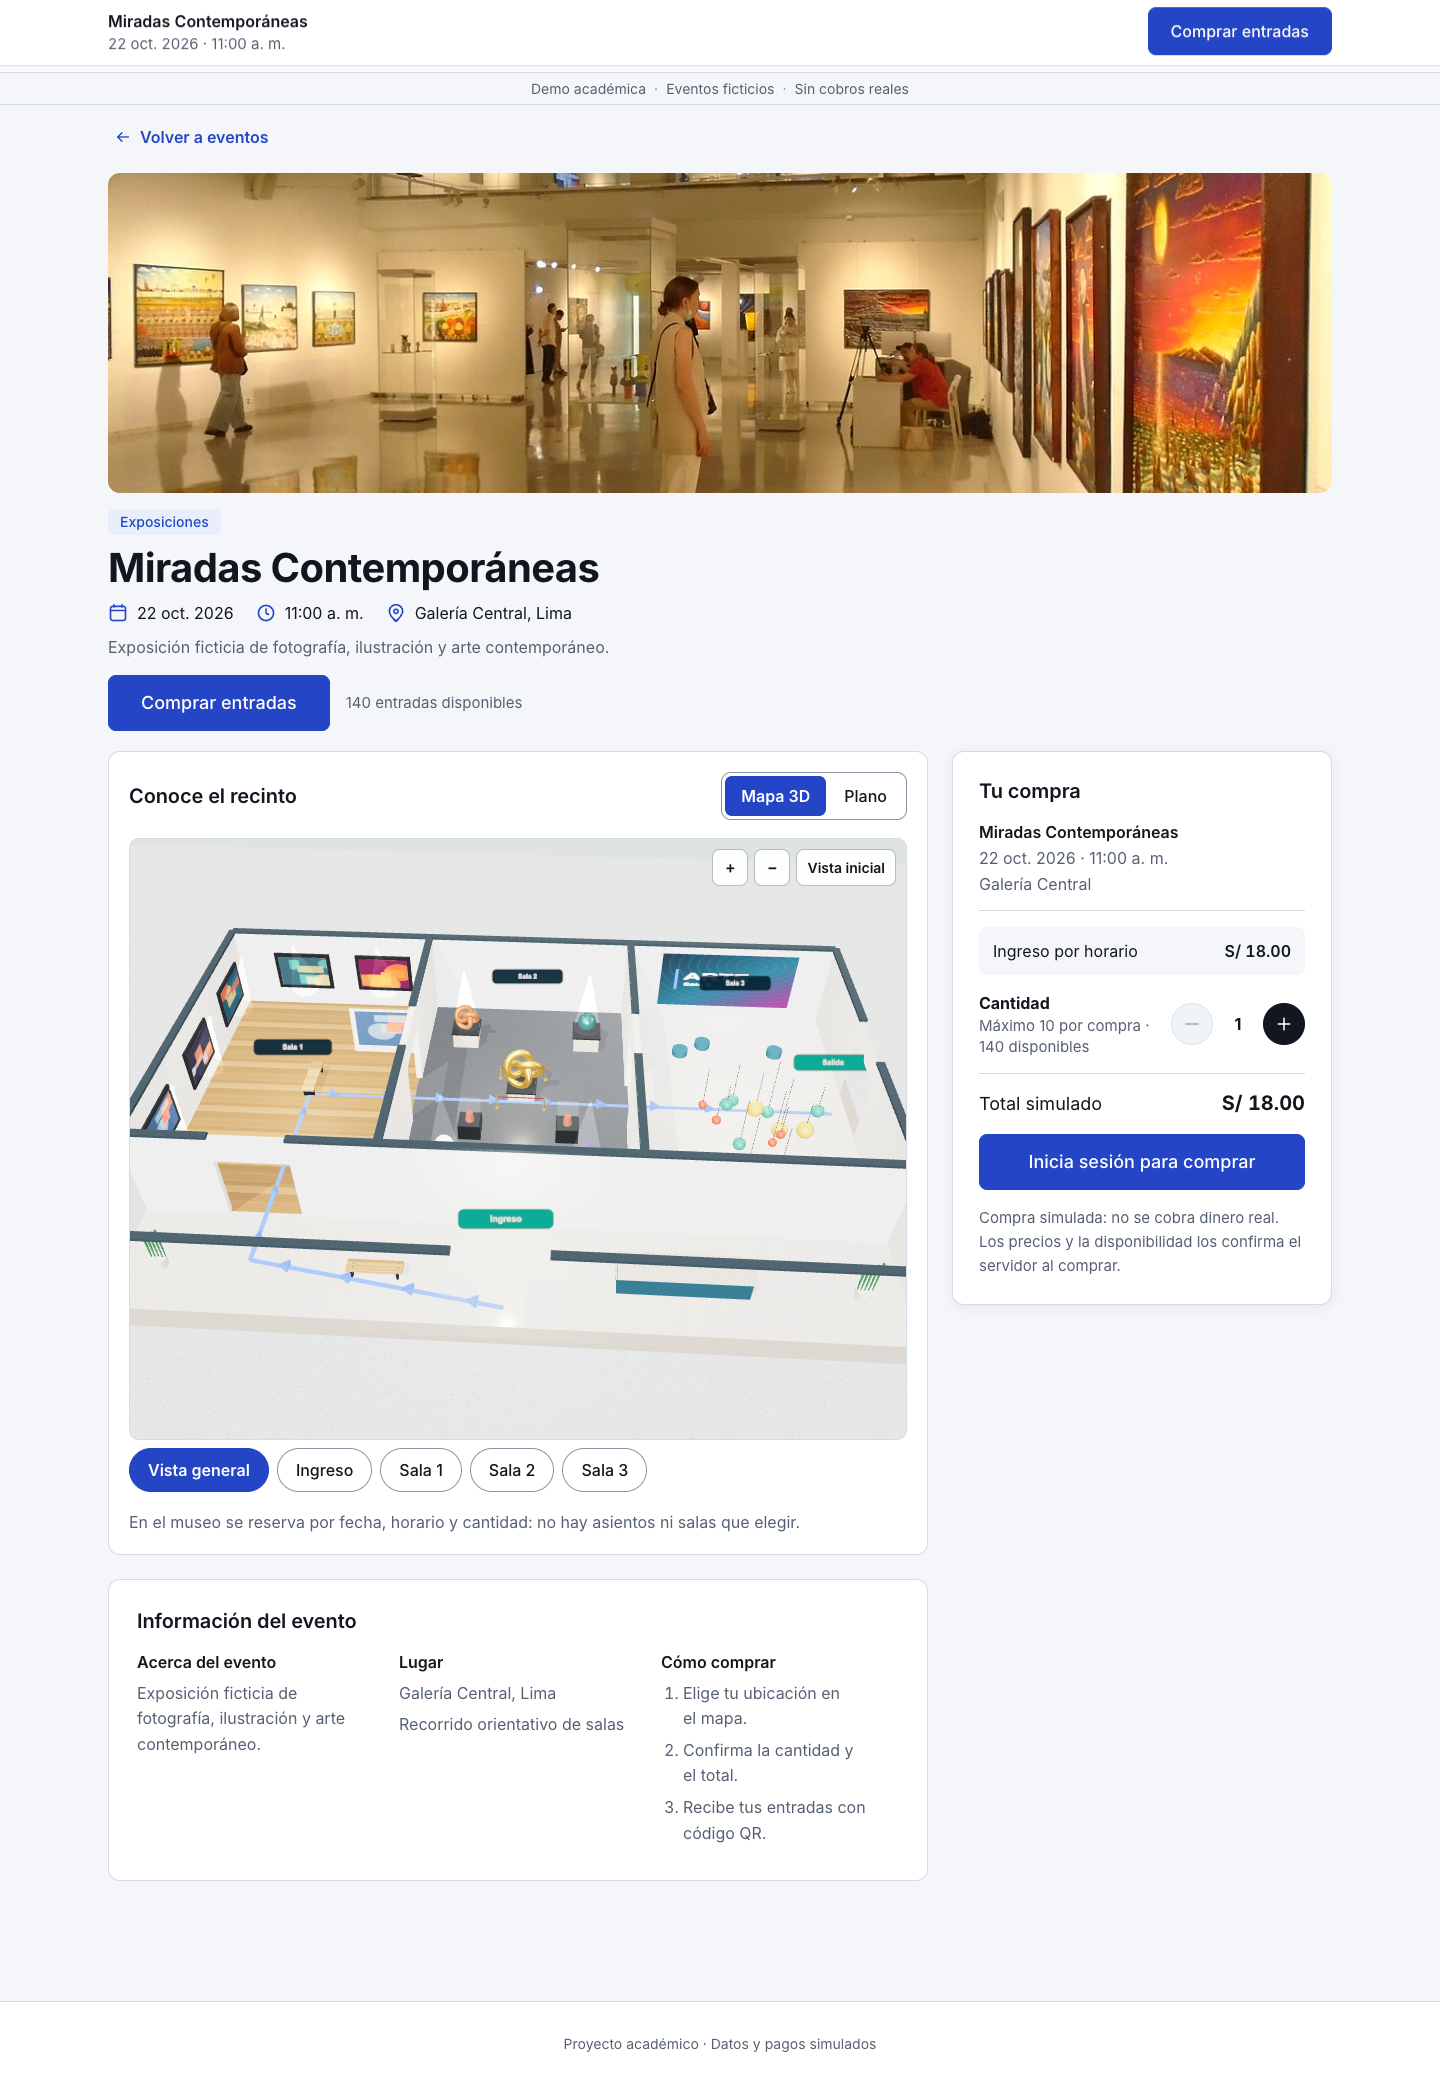 Miradas Contemporáneas
22 oct. 2026 · 11:00 a. m.
Comprar entradas
Demo académica · Eventos ficticios · Sin cobros reales
← Volver a eventos
Exposiciones
Miradas Contemporáneas
22 oct. 2026
11:00 a. m.
Galería Central, Lima
Exposición ficticia de fotografía, ilustración y arte contemporáneo.
Comprar entradas
140 entradas disponibles
Conoce el recinto
Mapa 3D
Plano
+
−
Vista inicial
Sala 2
Sala 3
Sala 1
Salida
Ingreso
Vista general
Ingreso
Sala 1
Sala 2
Sala 3
En el museo se reserva por fecha, horario y cantidad: no hay asientos ni salas que elegir.
Tu compra
Miradas Contemporáneas
22 oct. 2026 · 11:00 a. m.
Galería Central
Ingreso por horario S/ 18.00
Cantidad
Máximo 10 por compra ·
140 disponibles
− 1 +
Total simulado S/ 18.00
Inicia sesión para comprar
Compra simulada: no se cobra dinero real.
Los precios y la disponibilidad los confirma el
servidor al comprar.
Información del evento
Acerca del evento
Exposición ficticia de
fotografía, ilustración y arte
contemporáneo.
Lugar
Galería Central, Lima
Recorrido orientativo de salas
Cómo comprar
1. Elige tu ubicación en
el mapa.
2. Confirma la cantidad y
el total.
3. Recibe tus entradas con
código QR.
Proyecto académico · Datos y pagos simulados